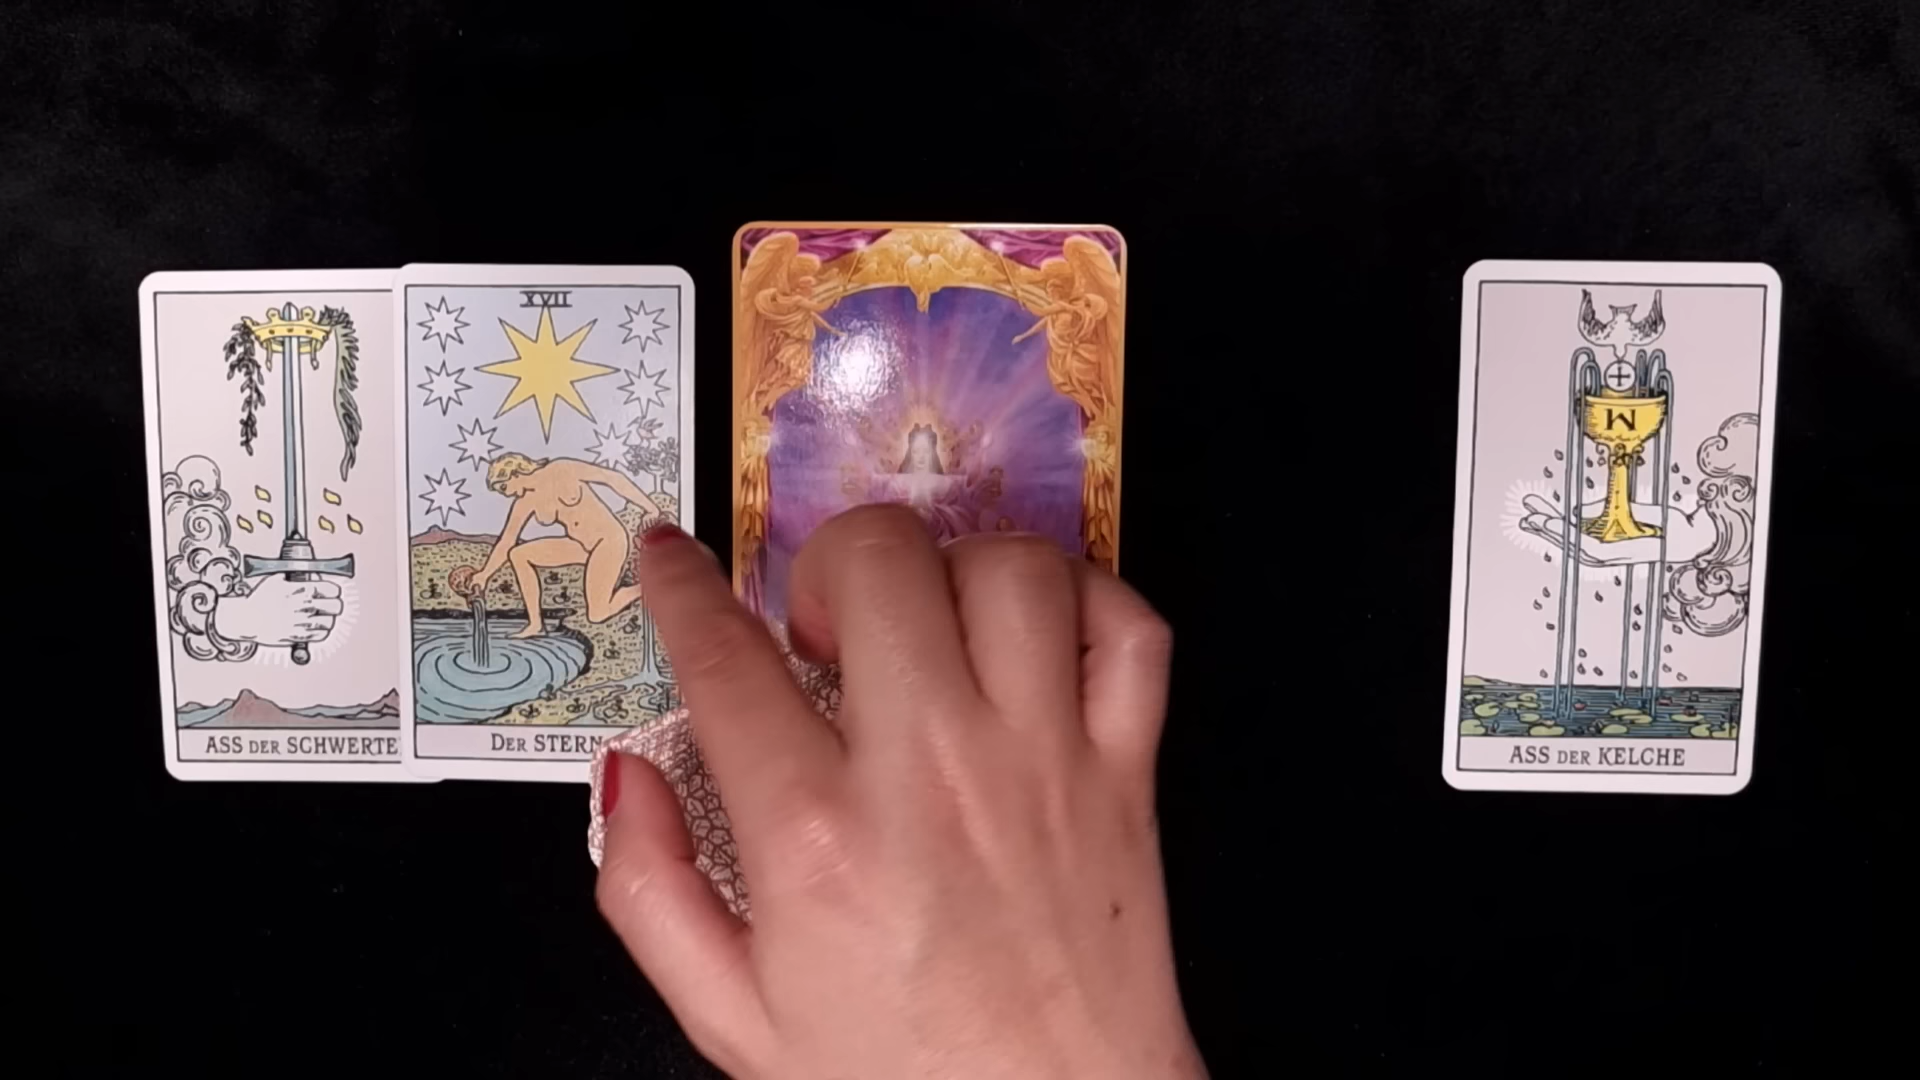 ASS DER SCHWERTE
XVII
DER STERN
M
ASS DER KELCHE